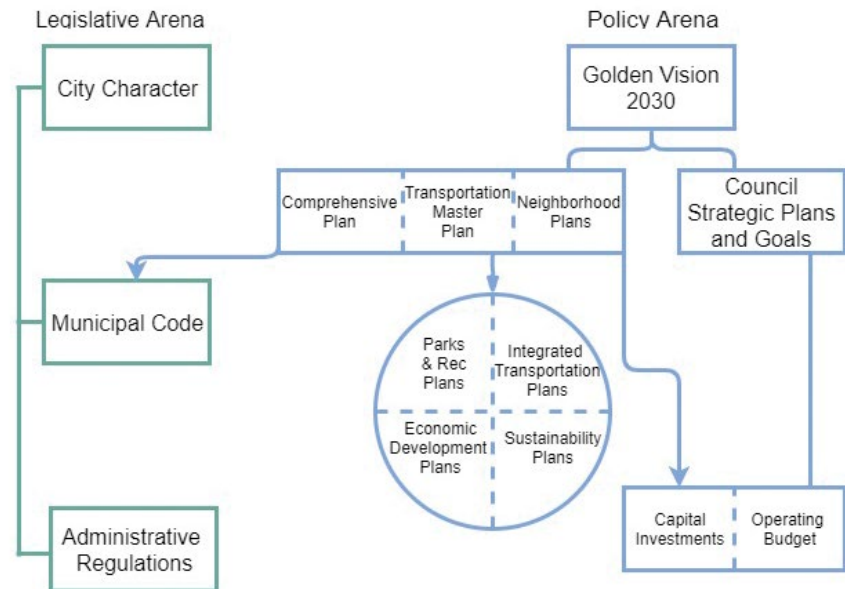 Legislative Arena
Policy Arena
City Character
Golden Vision
2030
Comprehensive
Plan
Transportation
Master
Plan
Neighborhood
Plans
Council
Strategic Plans
and Goals
Municipal Code
Parks
& Rec
Plans
Integrated
Transportation
Plans
Economic
Development
Plans
Sustainability
Plans
Administrative
Regulations
Capital
Investments
Operating
Budget